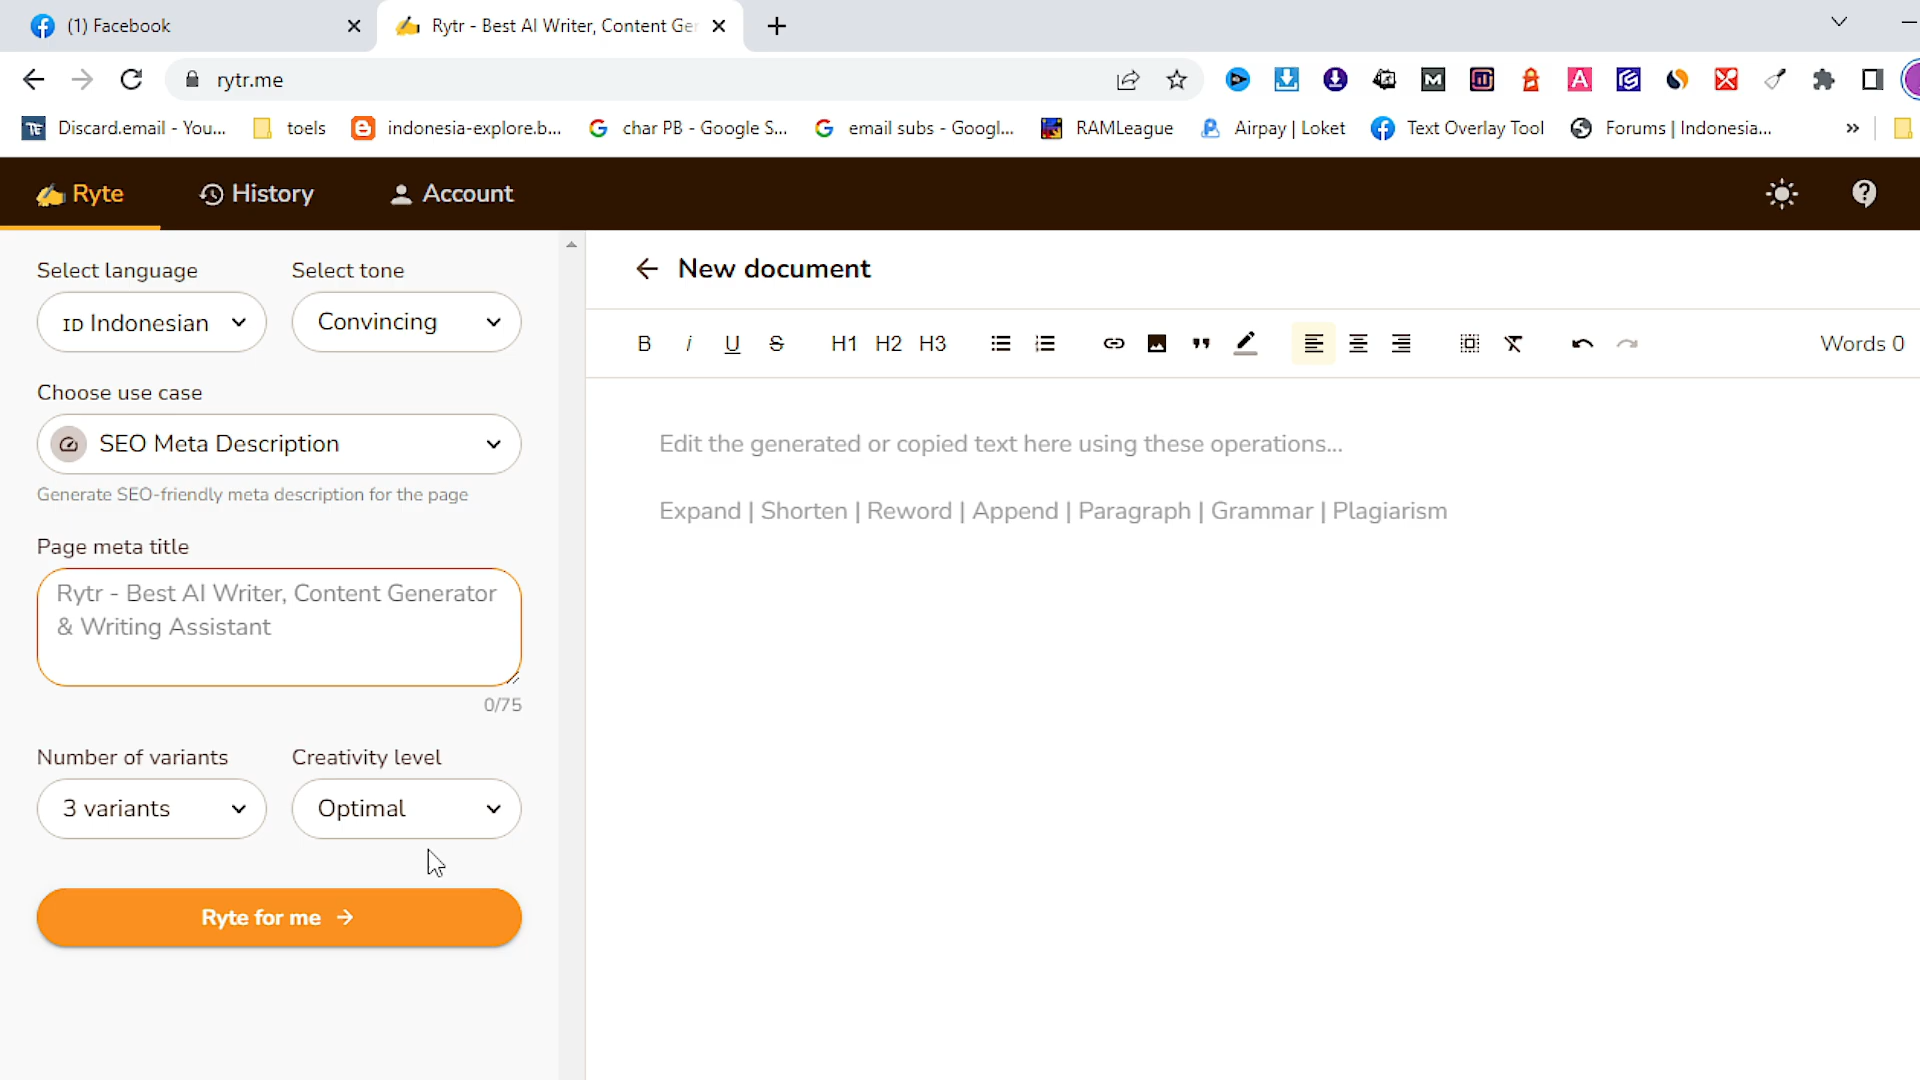 (1) Facebook
Rytr - Best AI Writer, Content Ge
rytr.me
Discard.email - You...
toels
indonesia-explore.b...
char PB - Google S...
email subs - Googl...
RAMLeague
Airpay | Loket
Text Overlay Tool
Forums | Indonesia...
»
Ryte
History
Account
Select language
Select tone
ID Indonesian
Convincing
Choose use case
SEO Meta Description
Generate SEO-friendly meta description for the page
Page meta title
Rytr - Best AI Writer, Content Generator
& Writing Assistant
0/75
Number of variants
Creativity level
3 variants
Optimal
Ryte for me →
New document
B i U S H1 H2 H3
Words 0
Edit the generated or copied text here using these operations...
Expand | Shorten | Reword | Append | Paragraph | Grammar | Plagiarism